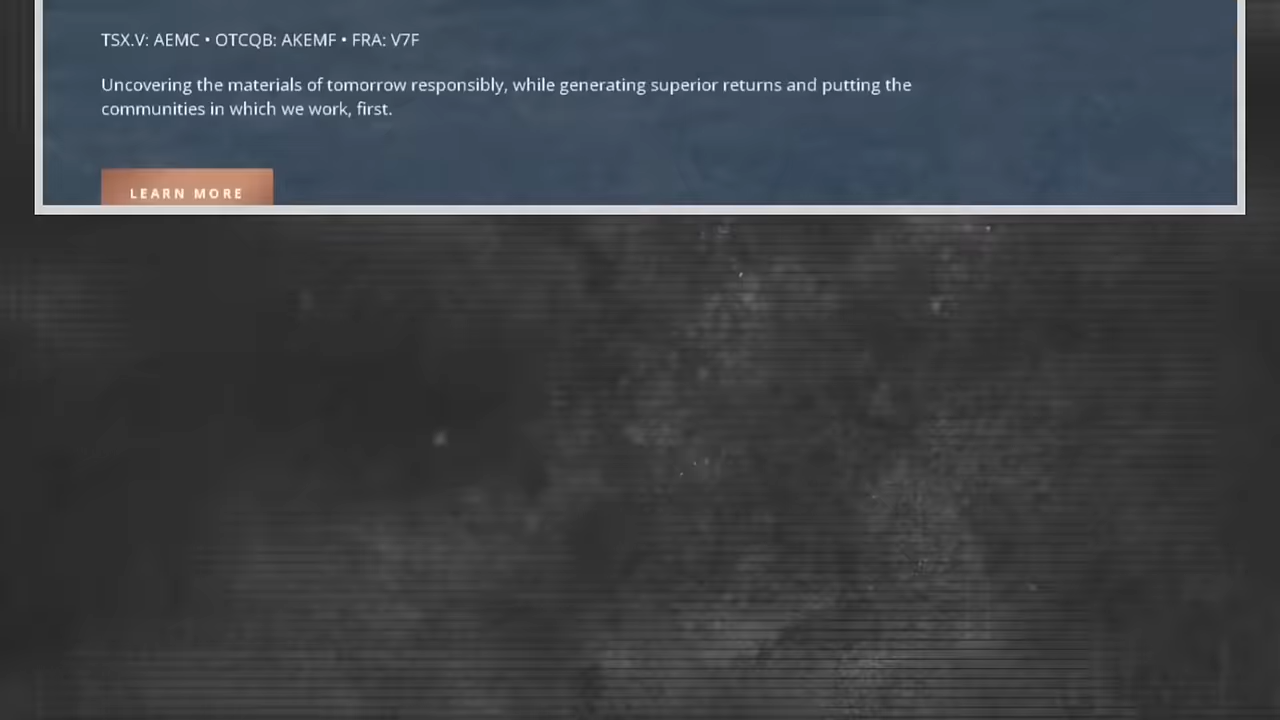 TSX.V: AEMC • OTCQB: AKEMF • FRA: V7F
Uncovering the materials of tomorrow responsibly, while generating superior returns and putting the
communities in which we work, first.
LEARN MORE